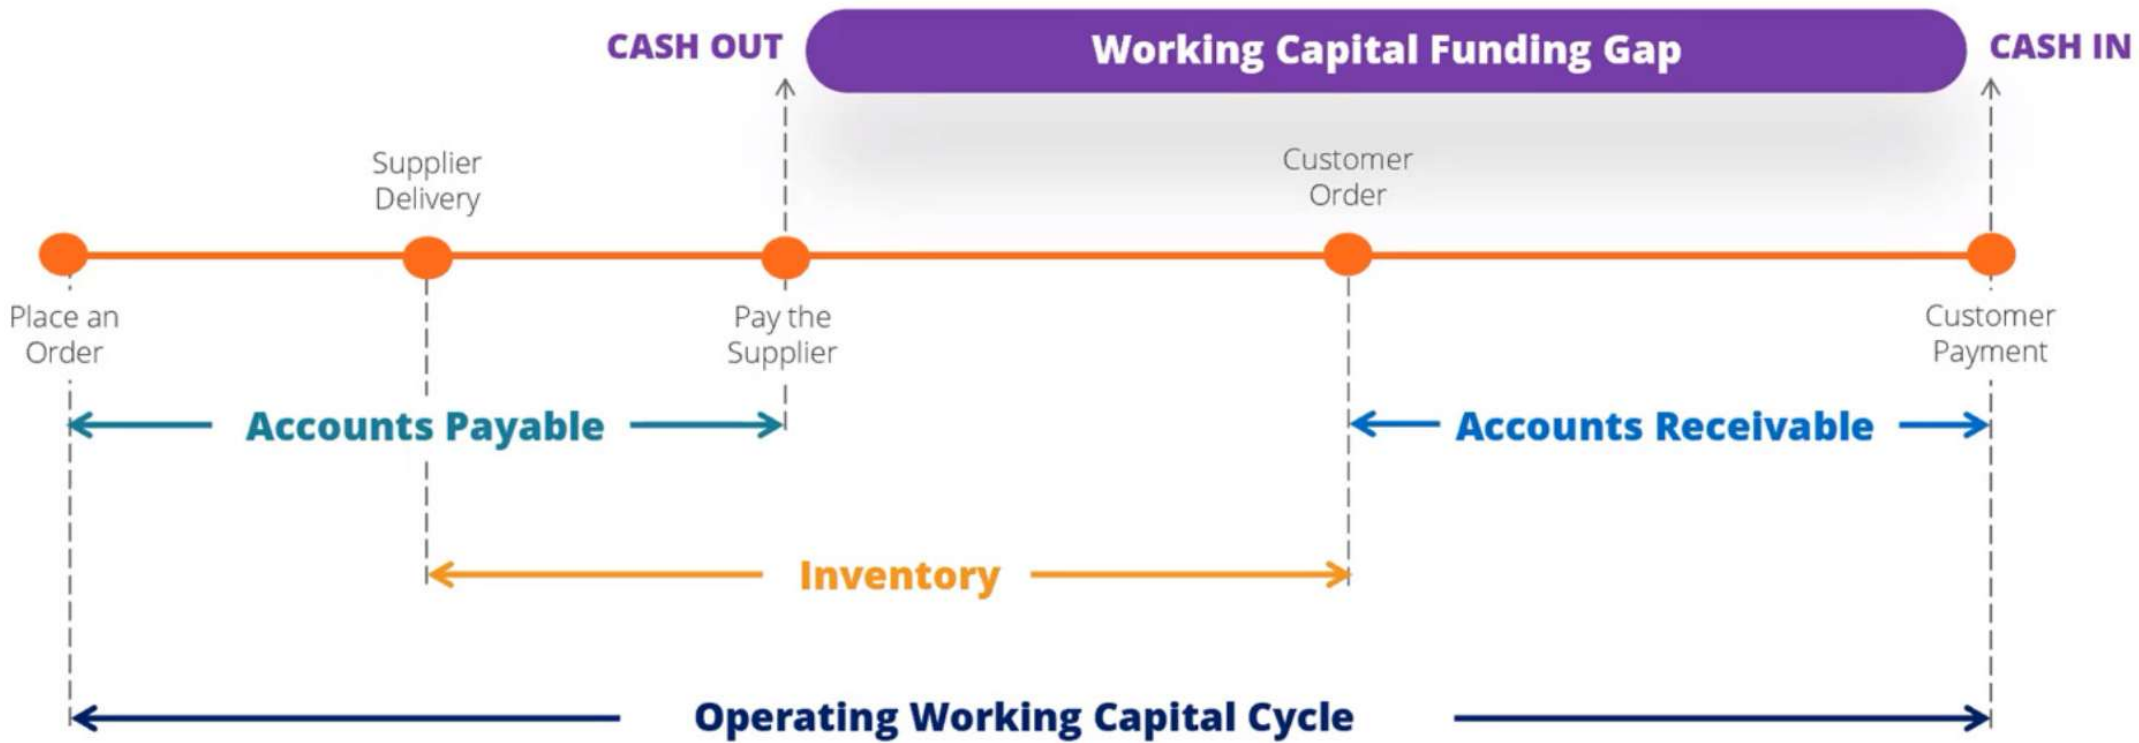 CASH OUT
Working Capital Funding Gap
CASH IN
Supplier
Delivery
Customer
Order
Place an
Order
Pay the
Supplier
Customer
Payment
Accounts Payable
Accounts Receivable
Inventory
Operating Working Capital Cycle